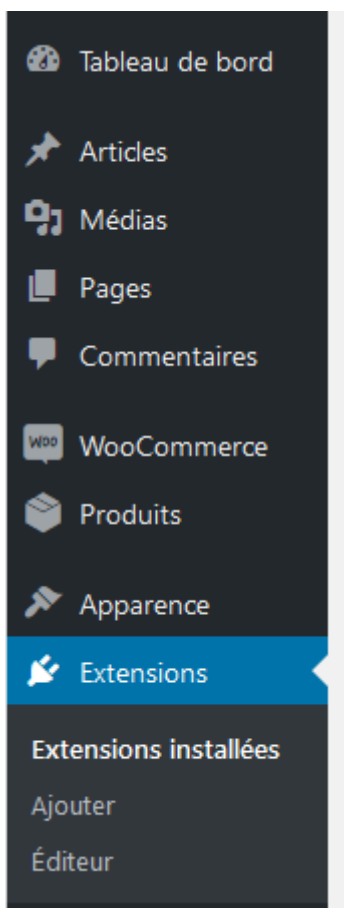 Tableau de bord
Articles
Médias
Pages
Commentaires
Woo WooCommerce
Produits
Apparence
Extensions
Extensions installées
Ajouter
Éditeur